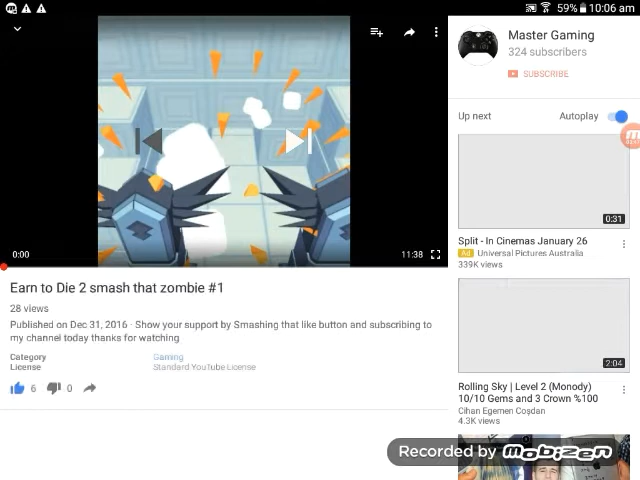 59% 10:06 am
Master Gaming
324 subscribers
SUBSCRIBE
Up next
Autoplay
0:00
11:38
0:31
Earn to Die 2 smash that zombie #1
28 views
Published on Dec 31, 2016 · Show your support by Smashing that like button and subscribing to
my channel today thanks for watching
Category Gaming
License Standard YouTube License
6 0
Split - In Cinemas January 26
Ad Universal Pictures Australia
339K views
2:04
Rolling Sky | Level 2 (Monody)
10/10 Gems and 3 Crown %100
Cihan Egemen Coşdan
4.3K views
Recorded by Mobizen